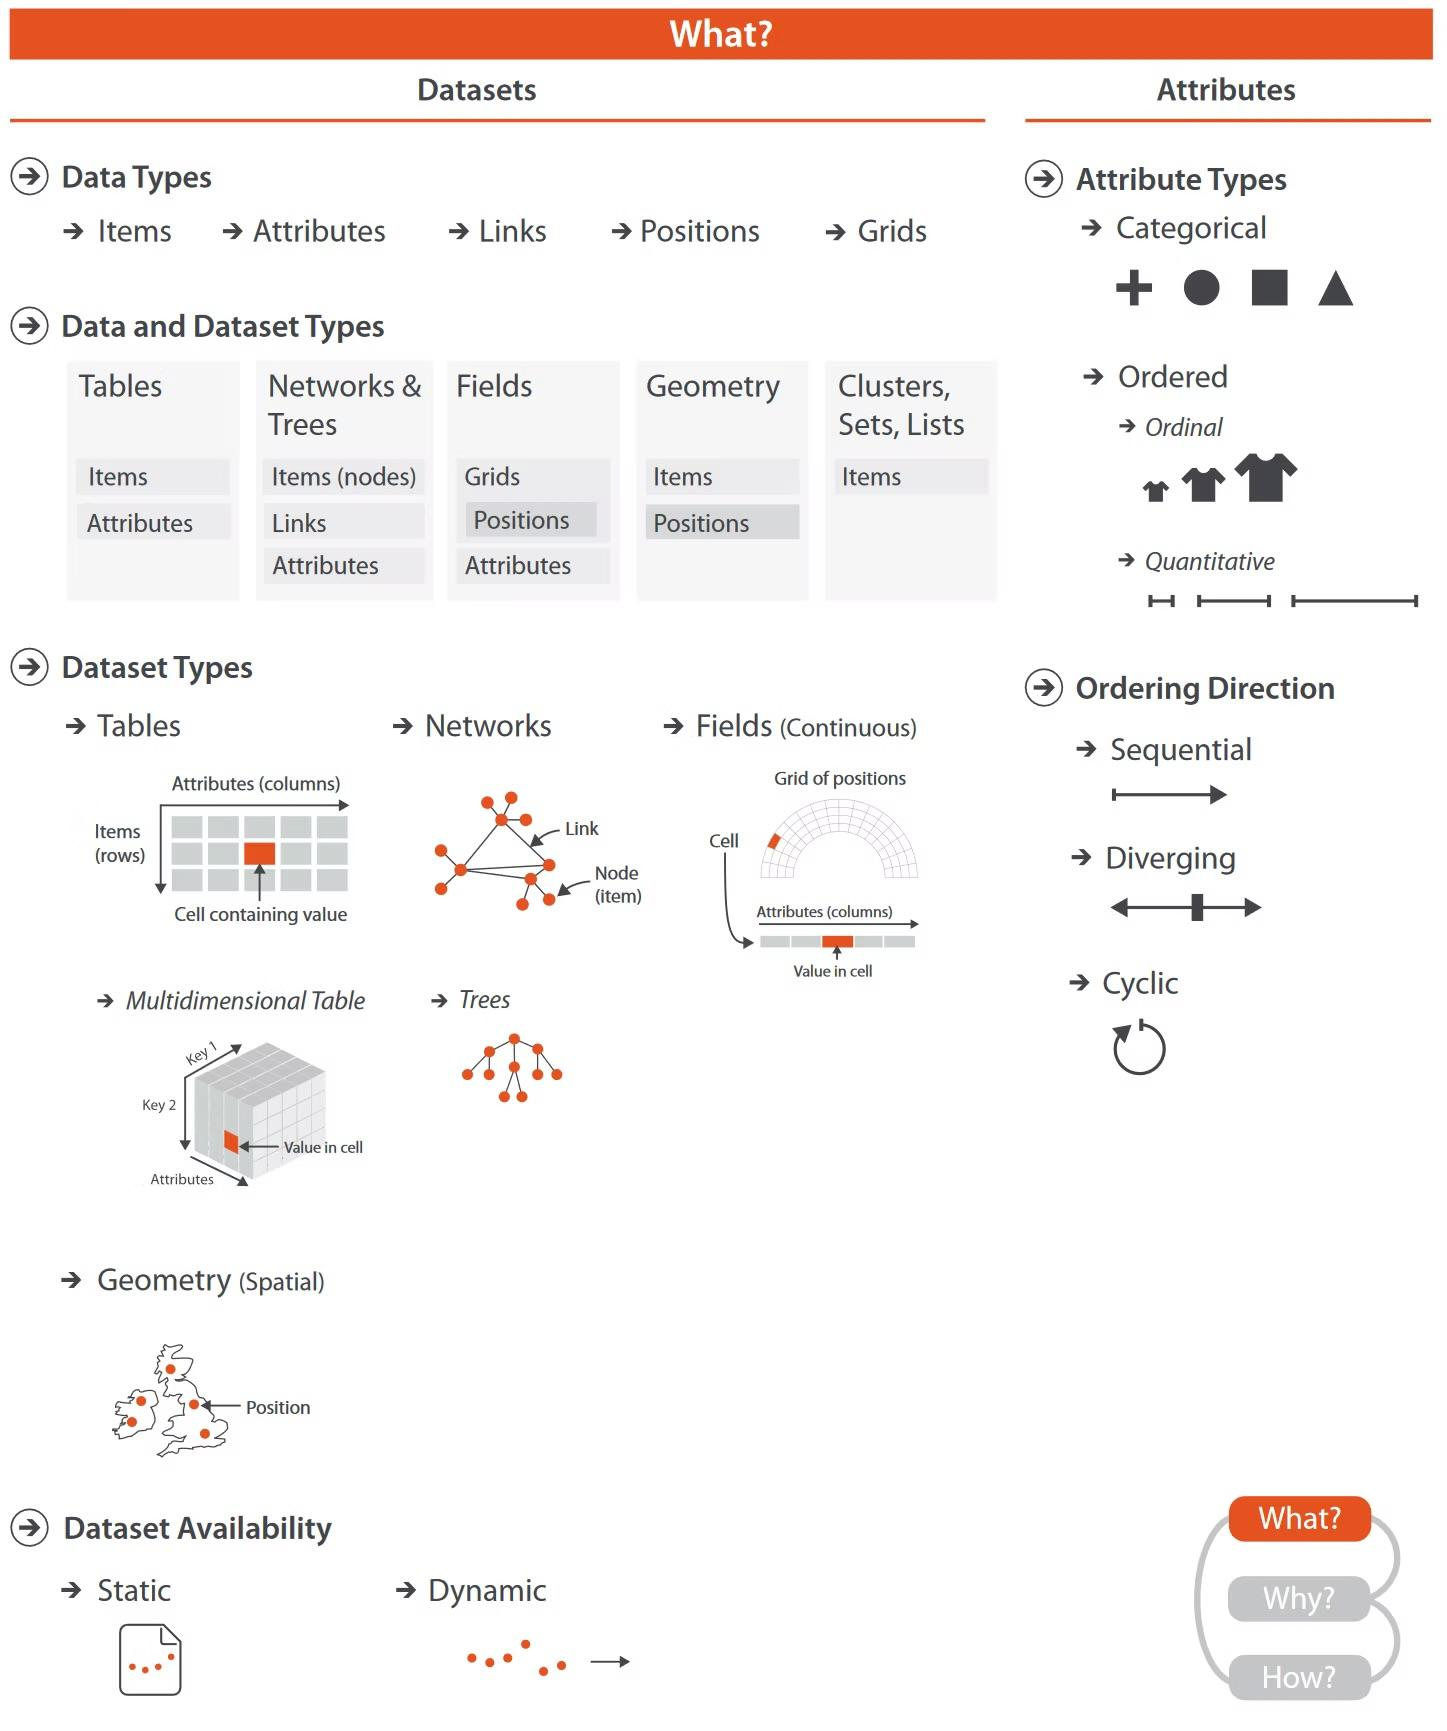 What?
Datasets
Attributes
Data Types
Items
Attributes
Links
Positions
Grids
Data and Dataset Types
Tables
Items
Attributes
Networks &
Trees
Items (nodes)
Links
Attributes
Fields
Grids
Positions
Attributes
Geometry
Items
Positions
Clusters,
Sets, Lists
Items
Dataset Types
Tables
Attributes (columns)
Items
(rows)
Cell containing value
Networks
Link
Node
(item)
Fields (Continuous)
Grid of positions
Cell
Attributes (columns)
Value in cell
Multidimensional Table
Key 1
Key 2
Value in cell
Attributes
Trees
Geometry (Spatial)
Position
Dataset Availability
Static
Dynamic
Attribute Types
Categorical
Ordered
Ordinal
Quantitative
Ordering Direction
Sequential
Diverging
Cyclic
What?
Why?
How?